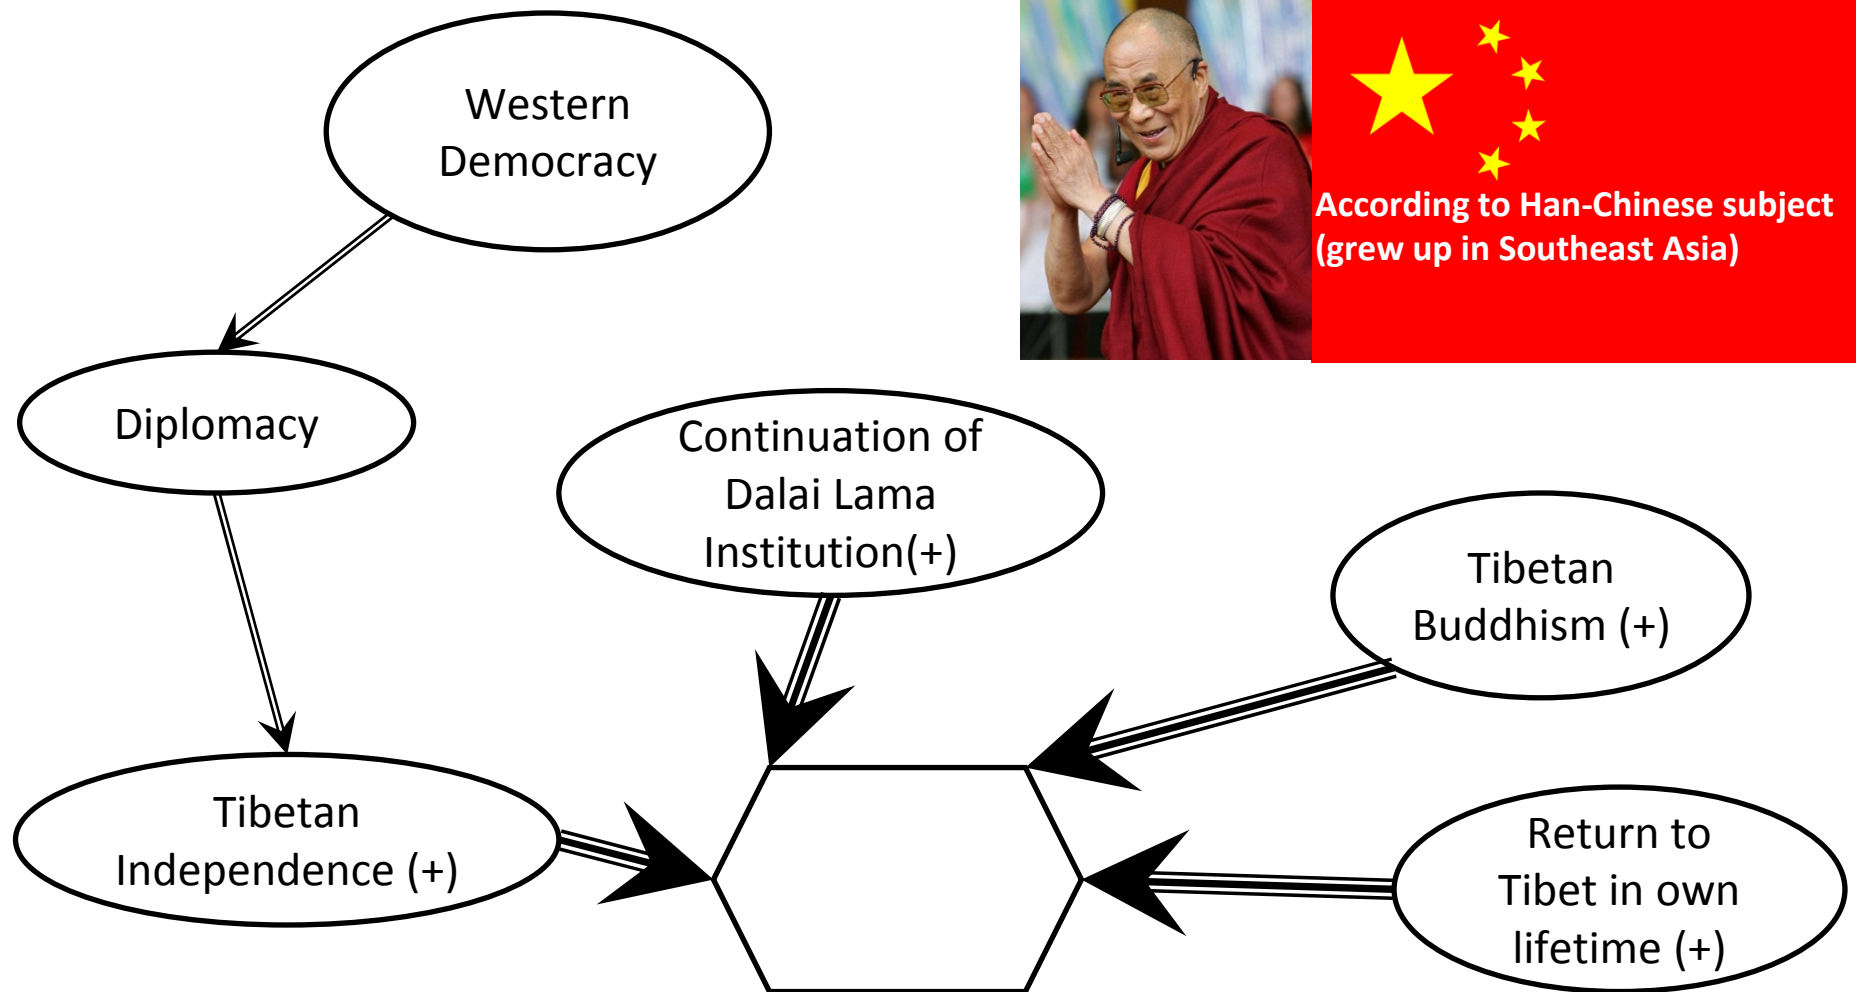 Western
Democracy
According to Han-Chinese subject
(grew up in Southeast Asia)
Diplomacy
Continuation of
Dalai Lama
Institution(+)
Tibetan
Buddhism (+)
Tibetan
Independence (+)
Return to
Tibet in own
lifetime (+)